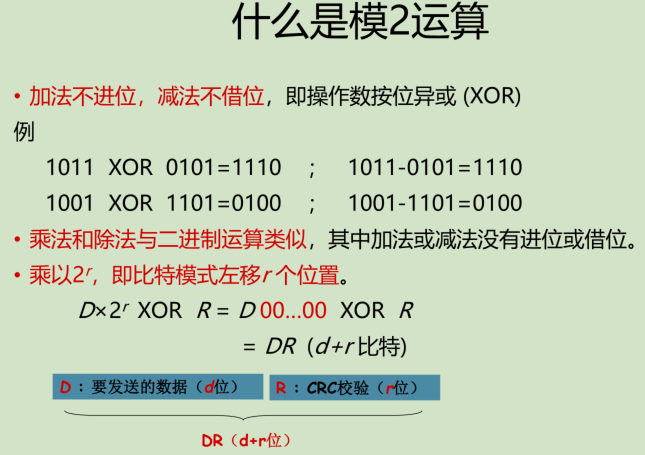 什么是模2运算
• 加法不进位，减法不借位，即操作数按位异或 (XOR)
例
1011 XOR 0101=1110 ； 1011-0101=1110
1001 XOR 1101=0100 ； 1001-1101=0100
• 乘法和除法与二进制运算类似，其中加法或减法没有进位或借位。
• 乘以2ʳ，即比特模式左移r 个位置。
D×2ʳ XOR R = D 00…00 XOR R
= DR (d+r 比特)
D ：要发送的数据（d位） R ：CRC校验（r位）
DR（d+r位）